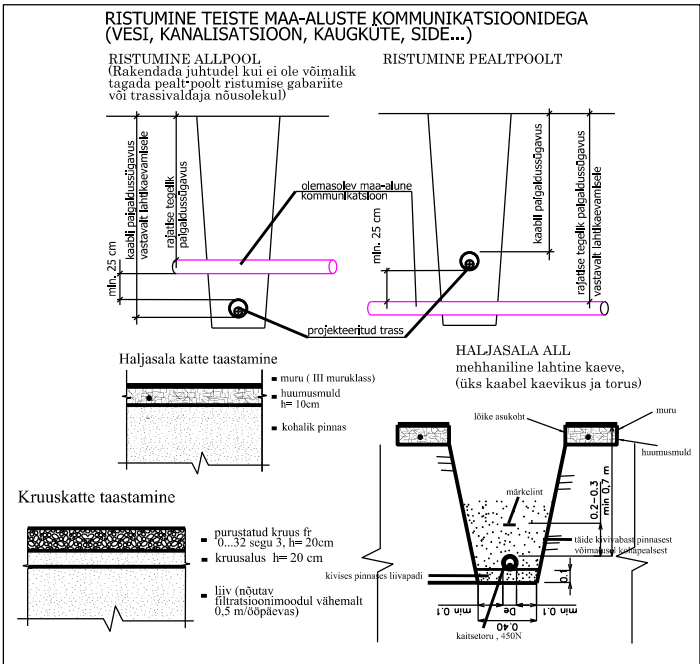 RISTUMINE TEISTE MAA-ALUSTE KOMMUNIKATSIOONIDEGA
(VESI, KANALISATSIOON, KAUGKÜTE, SIDE...)
RISTUMINE ALLPOOL
(Rakendada juhtudel kui ei ole võimalik
tagada pealt-poolt ristumise gabariite
või trassivaldaja nõusolekul)
RISTUMINE PEALTPOOLT
min. 25 cm
kaabli paigaldussügavus
vastavalt lahtikaevamisele
rajatise tegelik
paigaldussügavus
olemasolev maa-alune
kommunikatsioon
projekteeritud trass
min. 25 cm
kaabli paigaldussügavus
rajatise tegelik paigaldussügavus
vastavalt lahtikaevamisele
Haljasala katte taastamine
muru ( III muruklass)
huumusmuld
h= 10cm
kohalik pinnas
Kruuskatte taastamine
purustatud kruus fr
0...32 segu 3, h= 20cm
kruusalus h= 20 cm
liiv (nõutav
filtratsioonimoodul vähemalt
0,5 m/ööpäevas)
HALJASALA ALL
mehhaniline lahtine kaeve,
(üks kaabel kaevikus ja torus)
lõike asukoht
muru
huumusmuld
märkelint
0.2-0.3
min 0,7 m
täide kivivabast pinnasest
võimalusel kohapealsest
kivises pinnases liivapadi
0.1
min 0.1
De
min 0.1
0,40
kaitsetoru , 450N